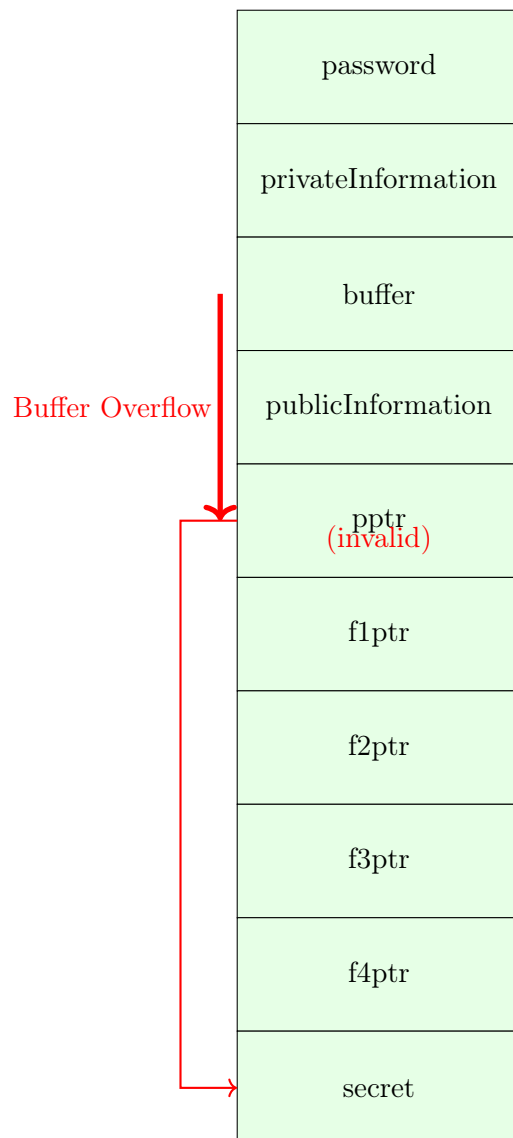 password
privateInformation
buffer
Buffer Overflow
publicInformation
pptr
(invalid)
f1ptr
f2ptr
f3ptr
f4ptr
secret